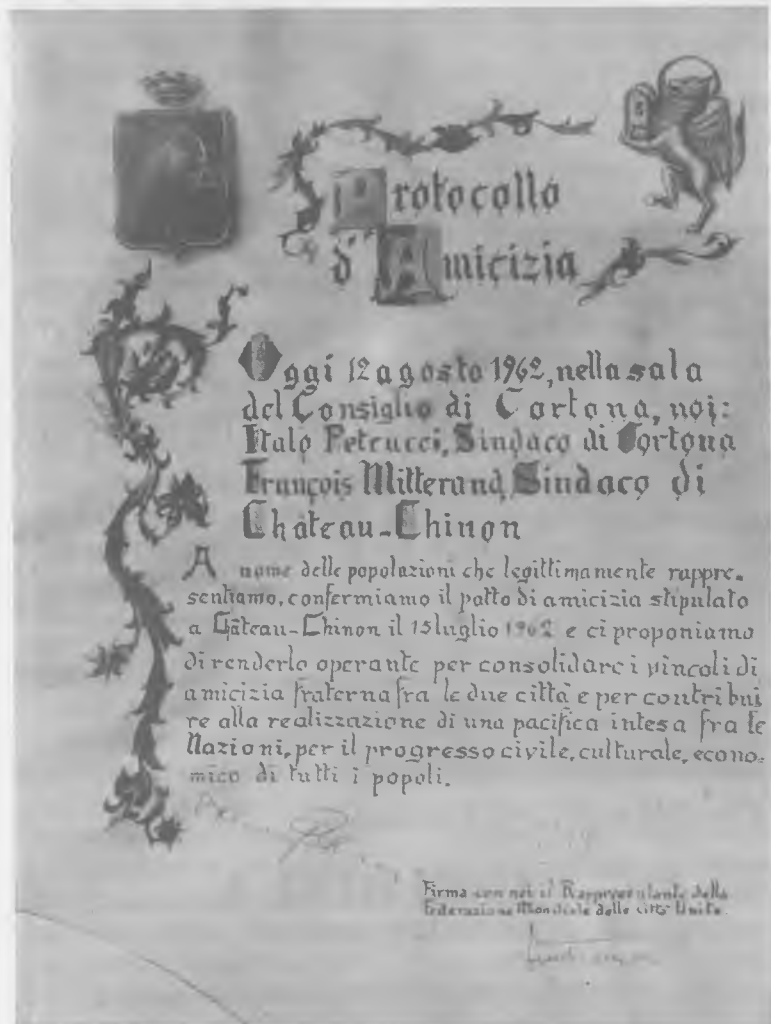 Protocollo
d'Amicizia
Oggi 12 agosto 1962, nella sala
del Consiglio di Cortona, noi:
Italo Petrucci, Sindaco di Cortona
François Mitterand, Sindaco di
Château-Chinon
A nome delle popolazioni che legittimamente rappre-
sentiamo, confermiamo il patto di amicizia stipulato
a Château-Chinon il 15 luglio 1962 e ci proponiamo
di renderlo operante per consolidare i vincoli di
amicizia fraterna fra le due città e per contribui
re alla realizzazione di una pacifica intesa fra le
Nazioni, per il progresso civile, culturale, econo-
mico di tutti i popoli.
Firma con noi il Rappresentante della
Federazione Mondiale delle città Unite